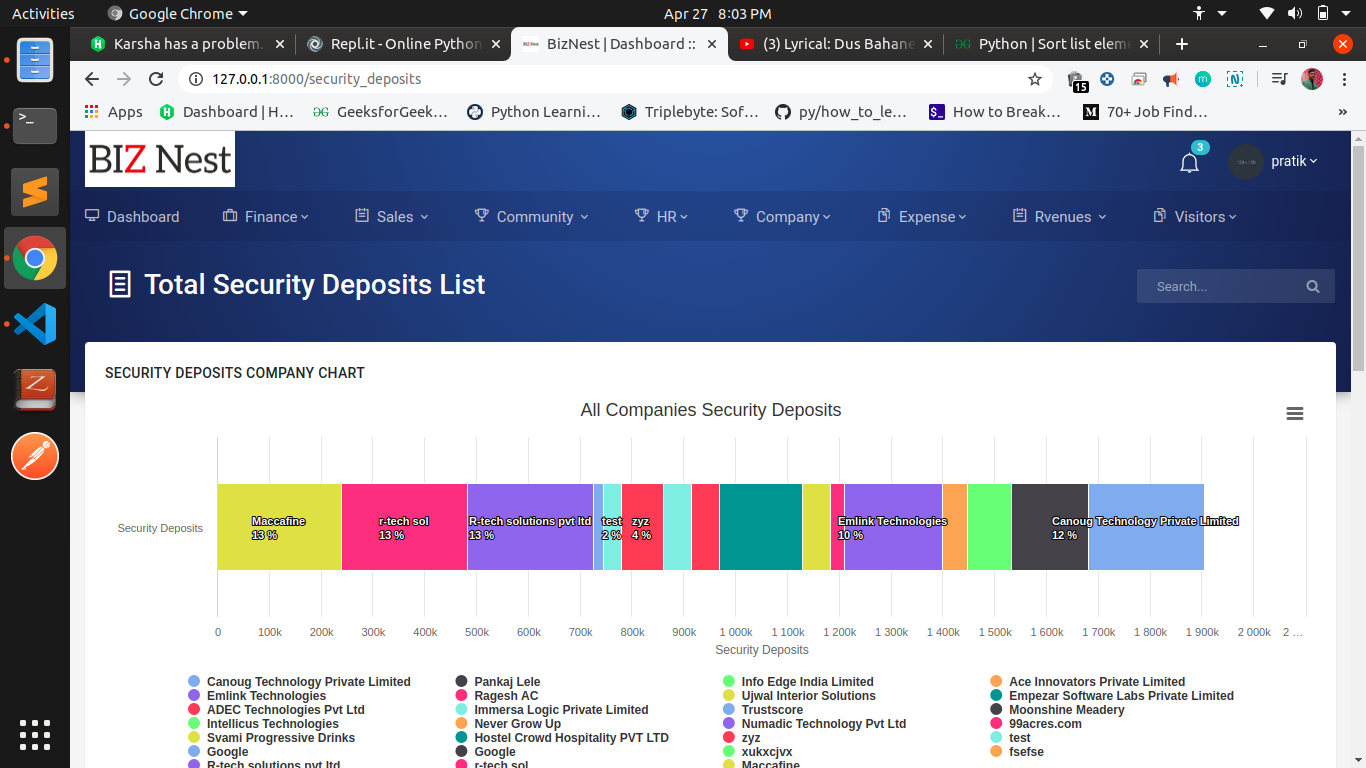 Activities Google Chrome Apr 27 8:03 PM
Karsha has a problem. Repl.it - Online Python BizNest | Dashboard :: (3) Lyrical: Dus Bahane Python | Sort list eleme
127.0.0.1:8000/security_deposits 15
Apps Dashboard | H… GeeksforGeek… Python Learni… Triplebyte: Sof… py/how_to_le… How to Break… 70+ Job Find… »
BIZ Nest
3
pratik
Dashboard Finance Sales Community HR Company Expense Rvenues Visitors
Total Security Deposits List
Search...
SECURITY DEPOSITS COMPANY CHART
All Companies Security Deposits
Maccafine r-tech sol R-tech solutions pvt ltd test zyz Emlink Technologies Canoug Technology Private Limited
Security Deposits
13 % 13 % 13 % 2 % 4 % 10 % 12 %
0 100k 200k 300k 400k 500k 600k 700k 800k 900k 1 000k 1 100k 1 200k 1 300k 1 400k 1 500k 1 600k 1 700k 1 800k 1 900k 2 000k 2 …
Security Deposits
Canoug Technology Private Limited Pankaj Lele Info Edge India Limited Ace Innovators Private Limited
Emlink Technologies Ragesh AC Ujwal Interior Solutions Empezar Software Labs Private Limited
ADEC Technologies Pvt Ltd Immersa Logic Private Limited Trustscore Moonshine Meadery
Intellicus Technologies Never Grow Up Numadic Technology Pvt Ltd 99acres.com
Svami Progressive Drinks Hostel Crowd Hospitality PVT LTD zyz test
Google Google xukxcjvx fsefse
R-tech solutions pvt ltd r-tech sol Maccafine